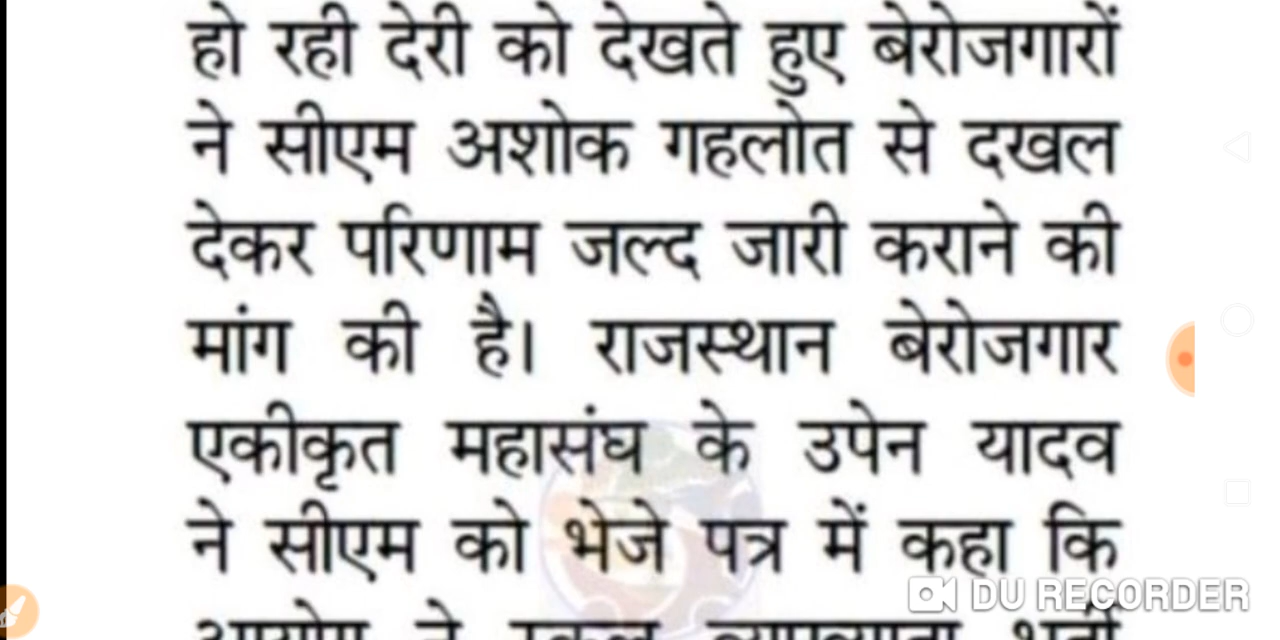 हो रही देरी को देखते हुए बेरोजगारों
ने सीएम अशोक गहलोत से दखल
देकर परिणाम जल्द जारी कराने की
मांग की है। राजस्थान बेरोजगार
एकीकृत महासंघ के उपेन यादव
ने सीएम को भेजे पत्र में कहा कि
DU RECORDER